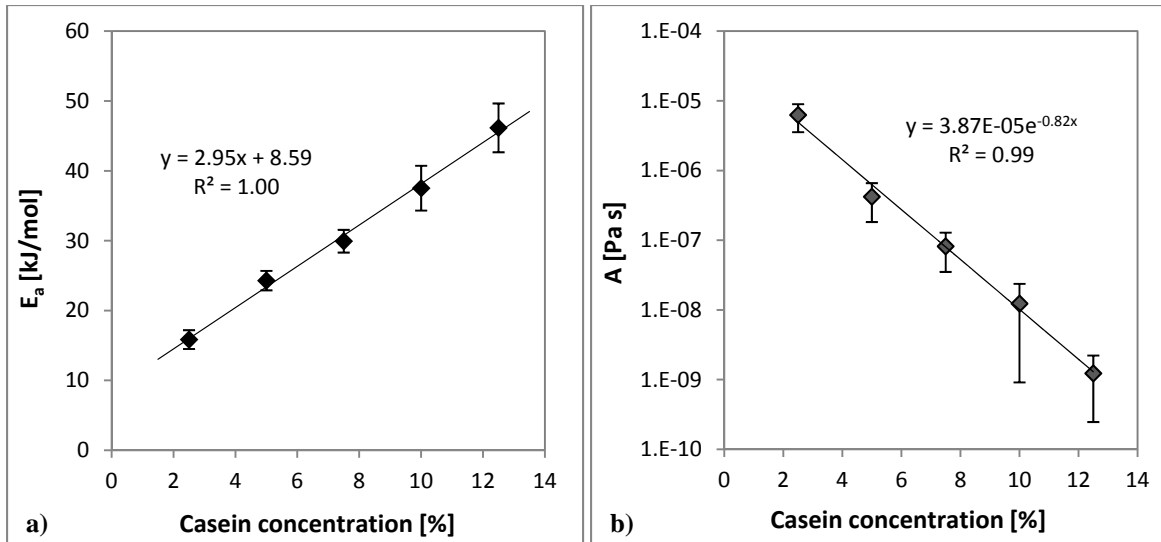 60
50
40
30
20
10
0
0 2 4 6 8 10 12 14
Eₐ [kJ/mol]
y = 2.95x + 8.59
R² = 1.00
Casein concentration [%]
a)
1.E-04
1.E-05
1.E-06
1.E-07
1.E-08
1.E-09
1.E-10
0 2 4 6 8 10 12 14
A [Pa s]
y = 3.87E-05e⁻⁰·⁸²ˣ
R² = 0.99
Casein concentration [%]
b)